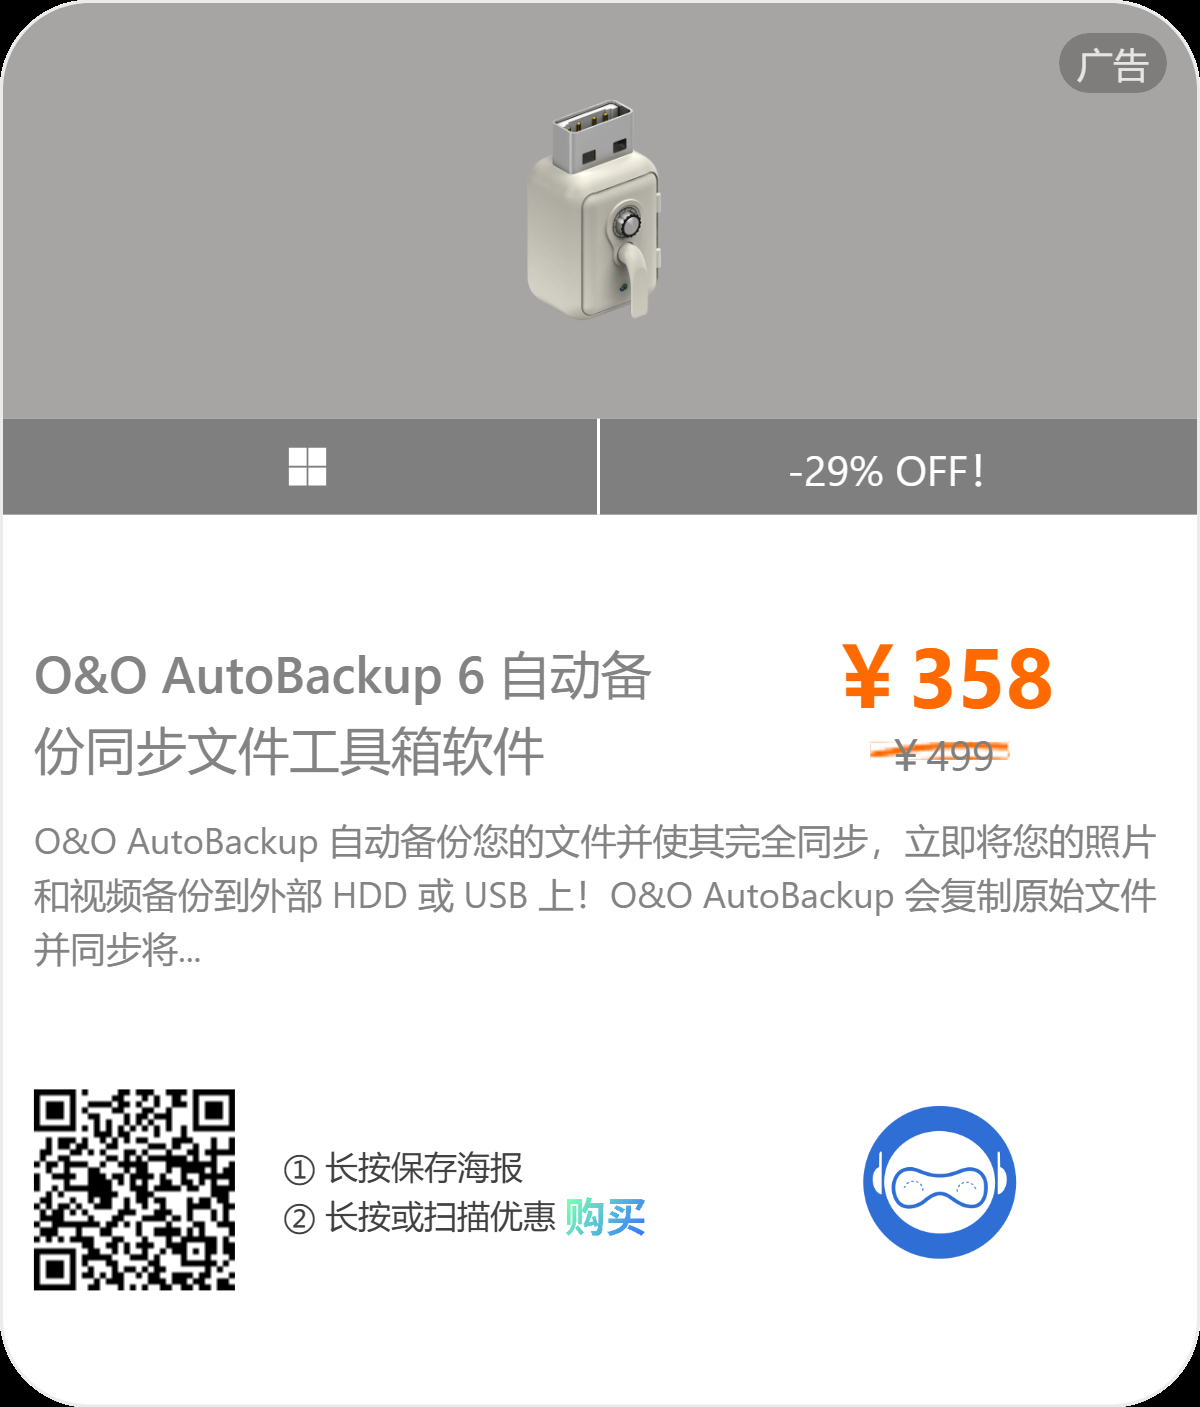 广告
-29% OFF!
O&O AutoBackup 6 自动备
份同步文件工具箱软件
¥358
¥499
O&O AutoBackup 自动备份您的文件并使其完全同步，立即将您的照片
和视频备份到外部 HDD 或 USB 上！O&O AutoBackup 会复制原始文件
并同步将...
① 长按保存海报
② 长按或扫描优惠 购买